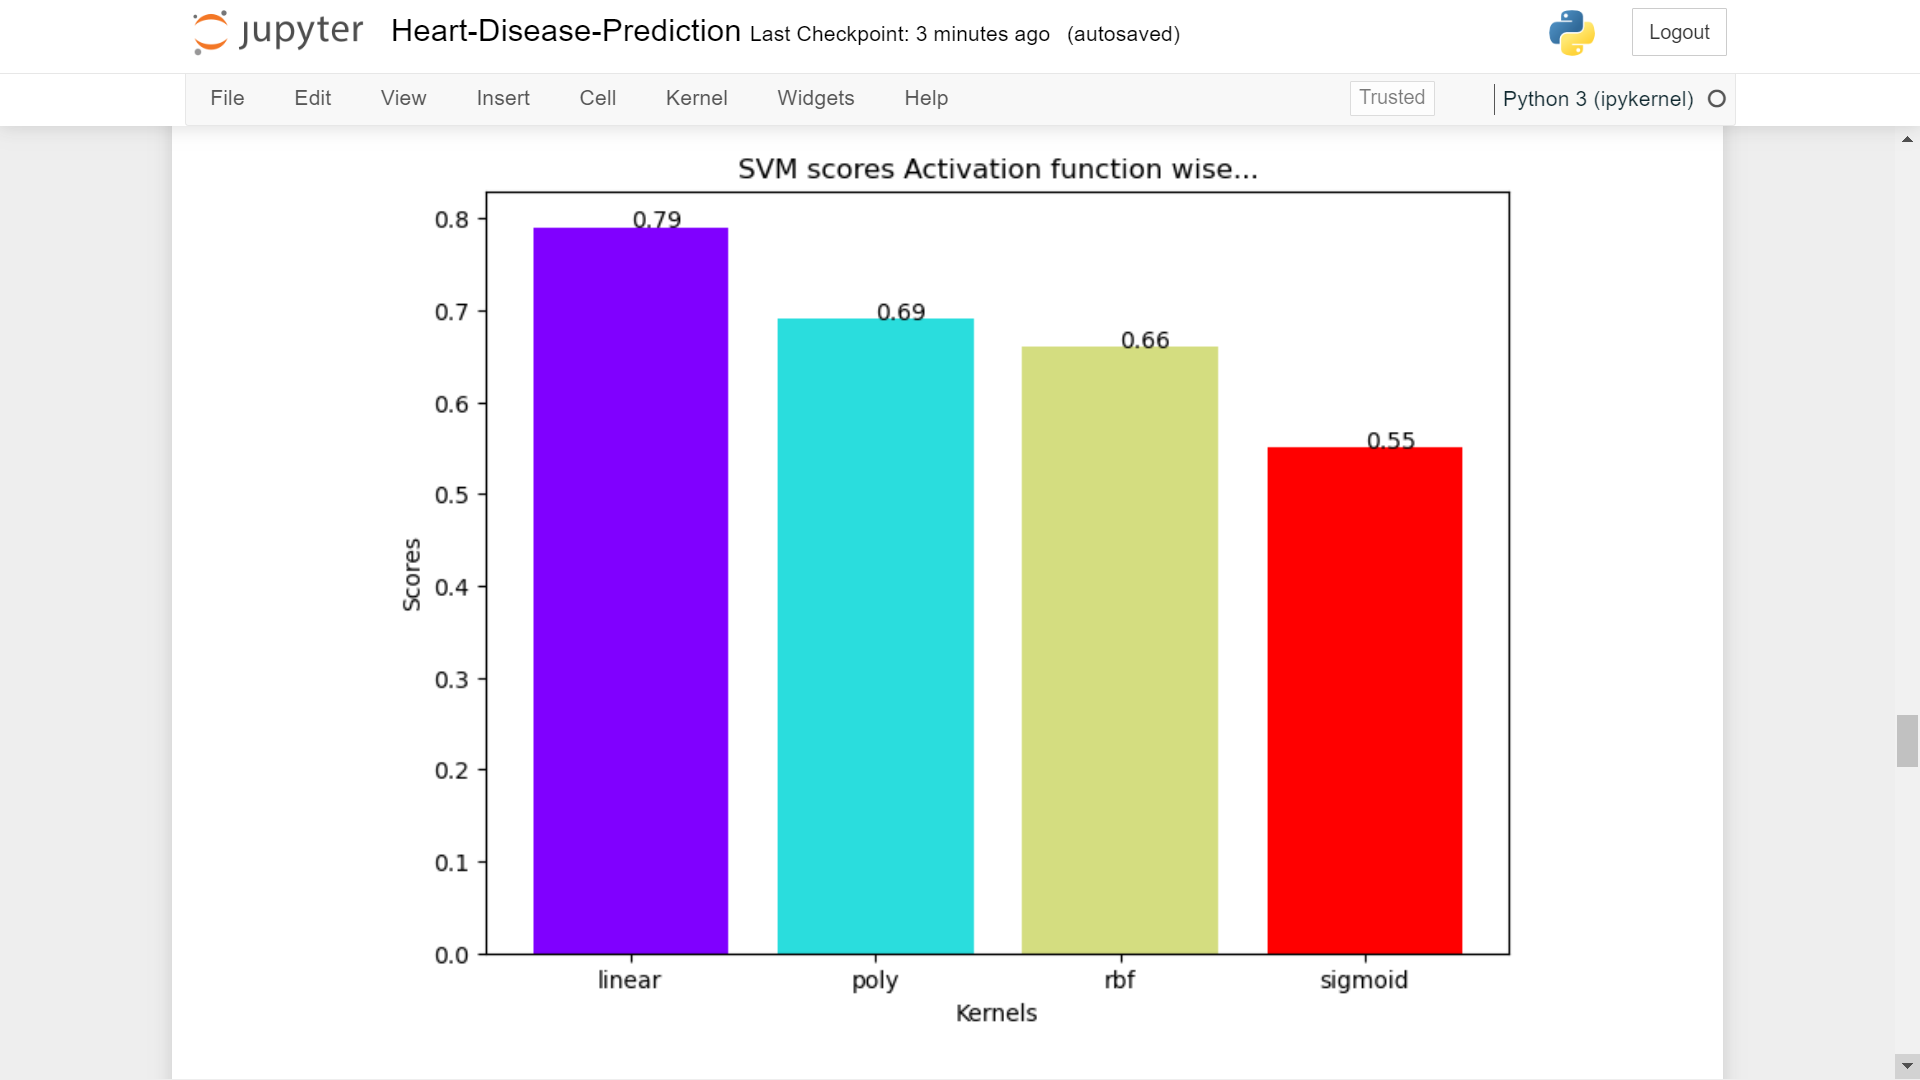 jupyter Heart-Disease-Prediction Last Checkpoint: 3 minutes ago (autosaved) Logout
File Edit View Insert Cell Kernel Widgets Help Trusted Python 3 (ipykernel)
SVM scores Activation function wise...
0.8
0.7
0.6
0.5
0.4
0.3
0.2
0.1
0.0
Scores
0.79
0.69
0.66
0.55
linear poly rbf sigmoid
Kernels